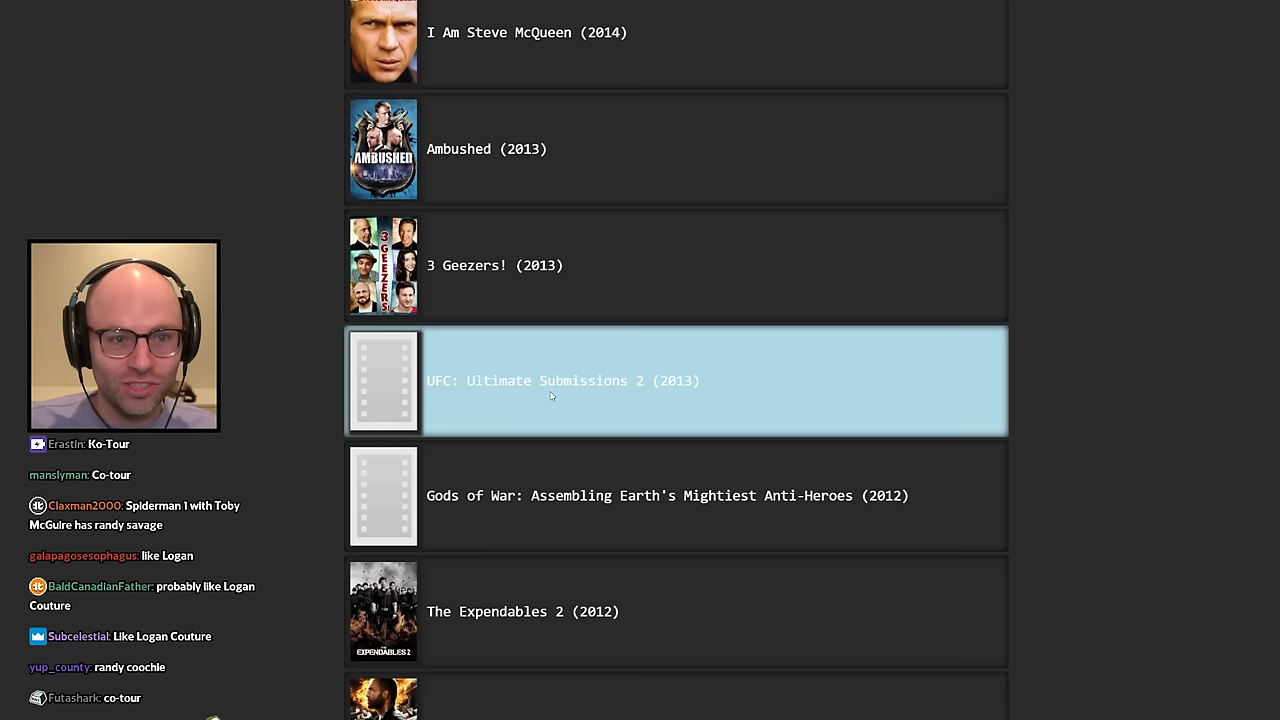 I Am Steve McQueen (2014)
AMBUSHED
Ambushed (2013)
3 GEEZERS!
3 Geezers! (2013)
UFC: Ultimate Submissions 2 (2013)
Gods of War: Assembling Earth's Mightiest Anti-Heroes (2012)
EXPENDABLES 2
The Expendables 2 (2012)
Erastin: Ko-Tour
manslyman: Co-tour
Claxman2000: Spiderman 1 with Toby
McGuire has randy savage
galapagosesophagus: like Logan
BaldCanadianFather: probably like Logan
Couture
Subcelestial: Like Logan Couture
yup_county: randy coochie
Futashark: co-tour